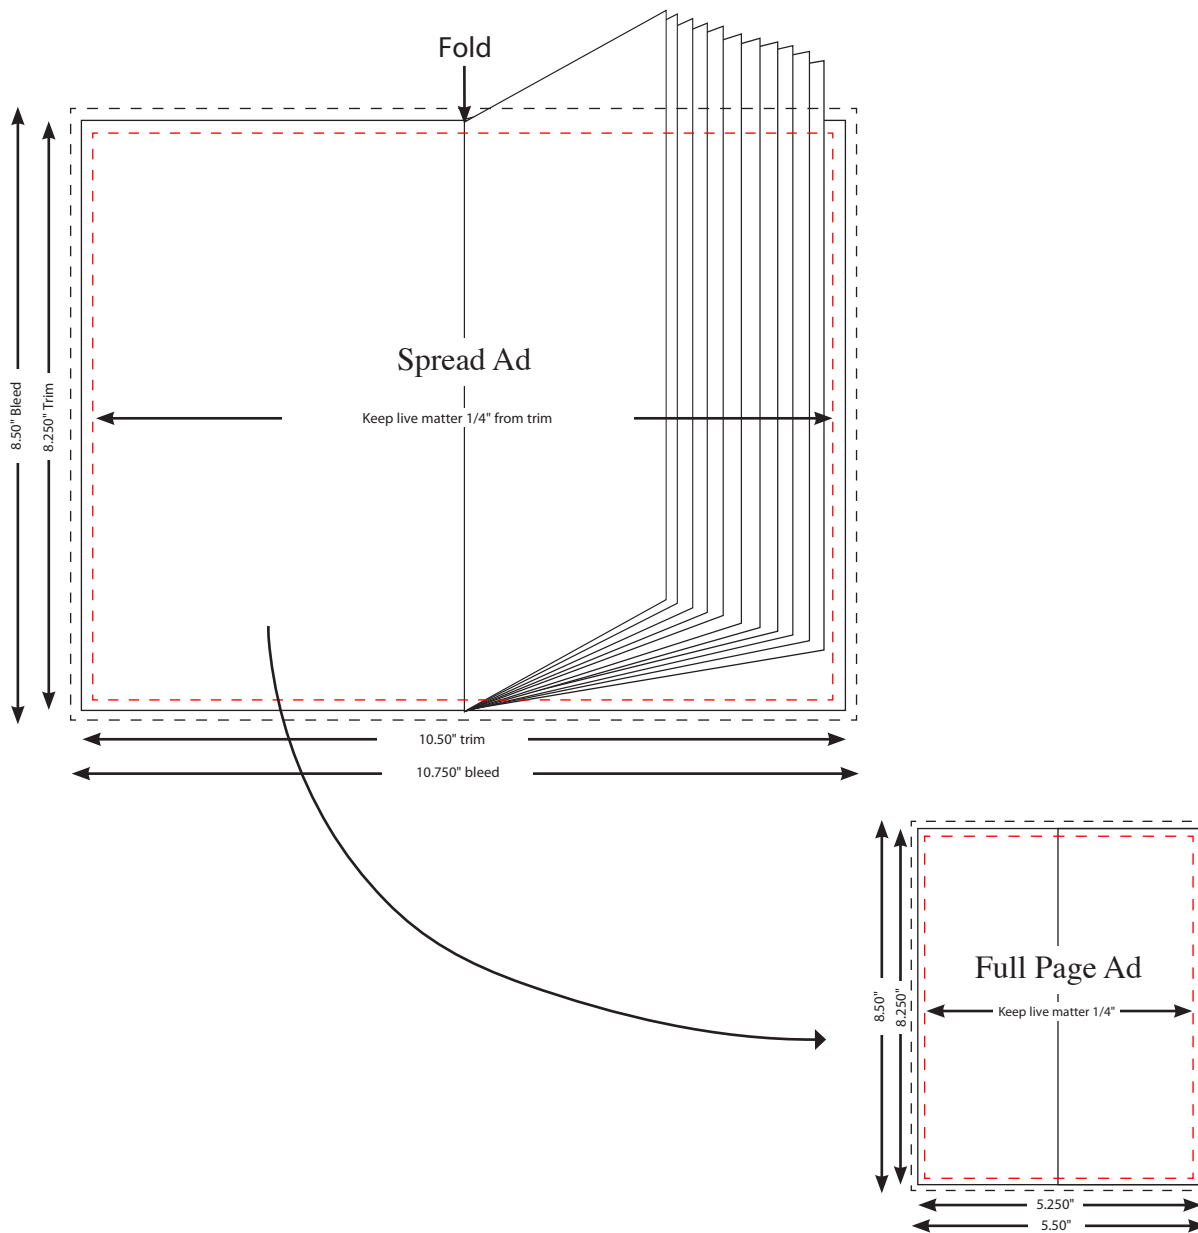 Fold
8.50" Bleed
8.250" Trim
Spread Ad
Keep live matter 1/4" from trim
10.50" trim
10.750" bleed
8.50"
8.250"
Full Page Ad
Keep live matter 1/4"
5.250"
5.50"